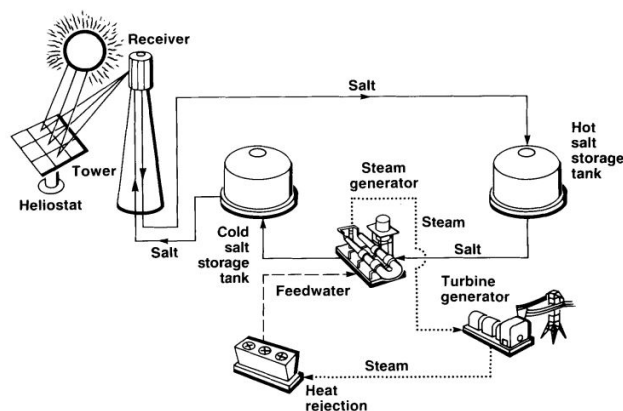 Receiver
Salt
Hot
salt
storage
tank
Tower
Heliostat
Salt
Cold
salt
storage
tank
Steam
generator
Steam
Salt
Feedwater
Turbine
generator
Steam
Heat
rejection